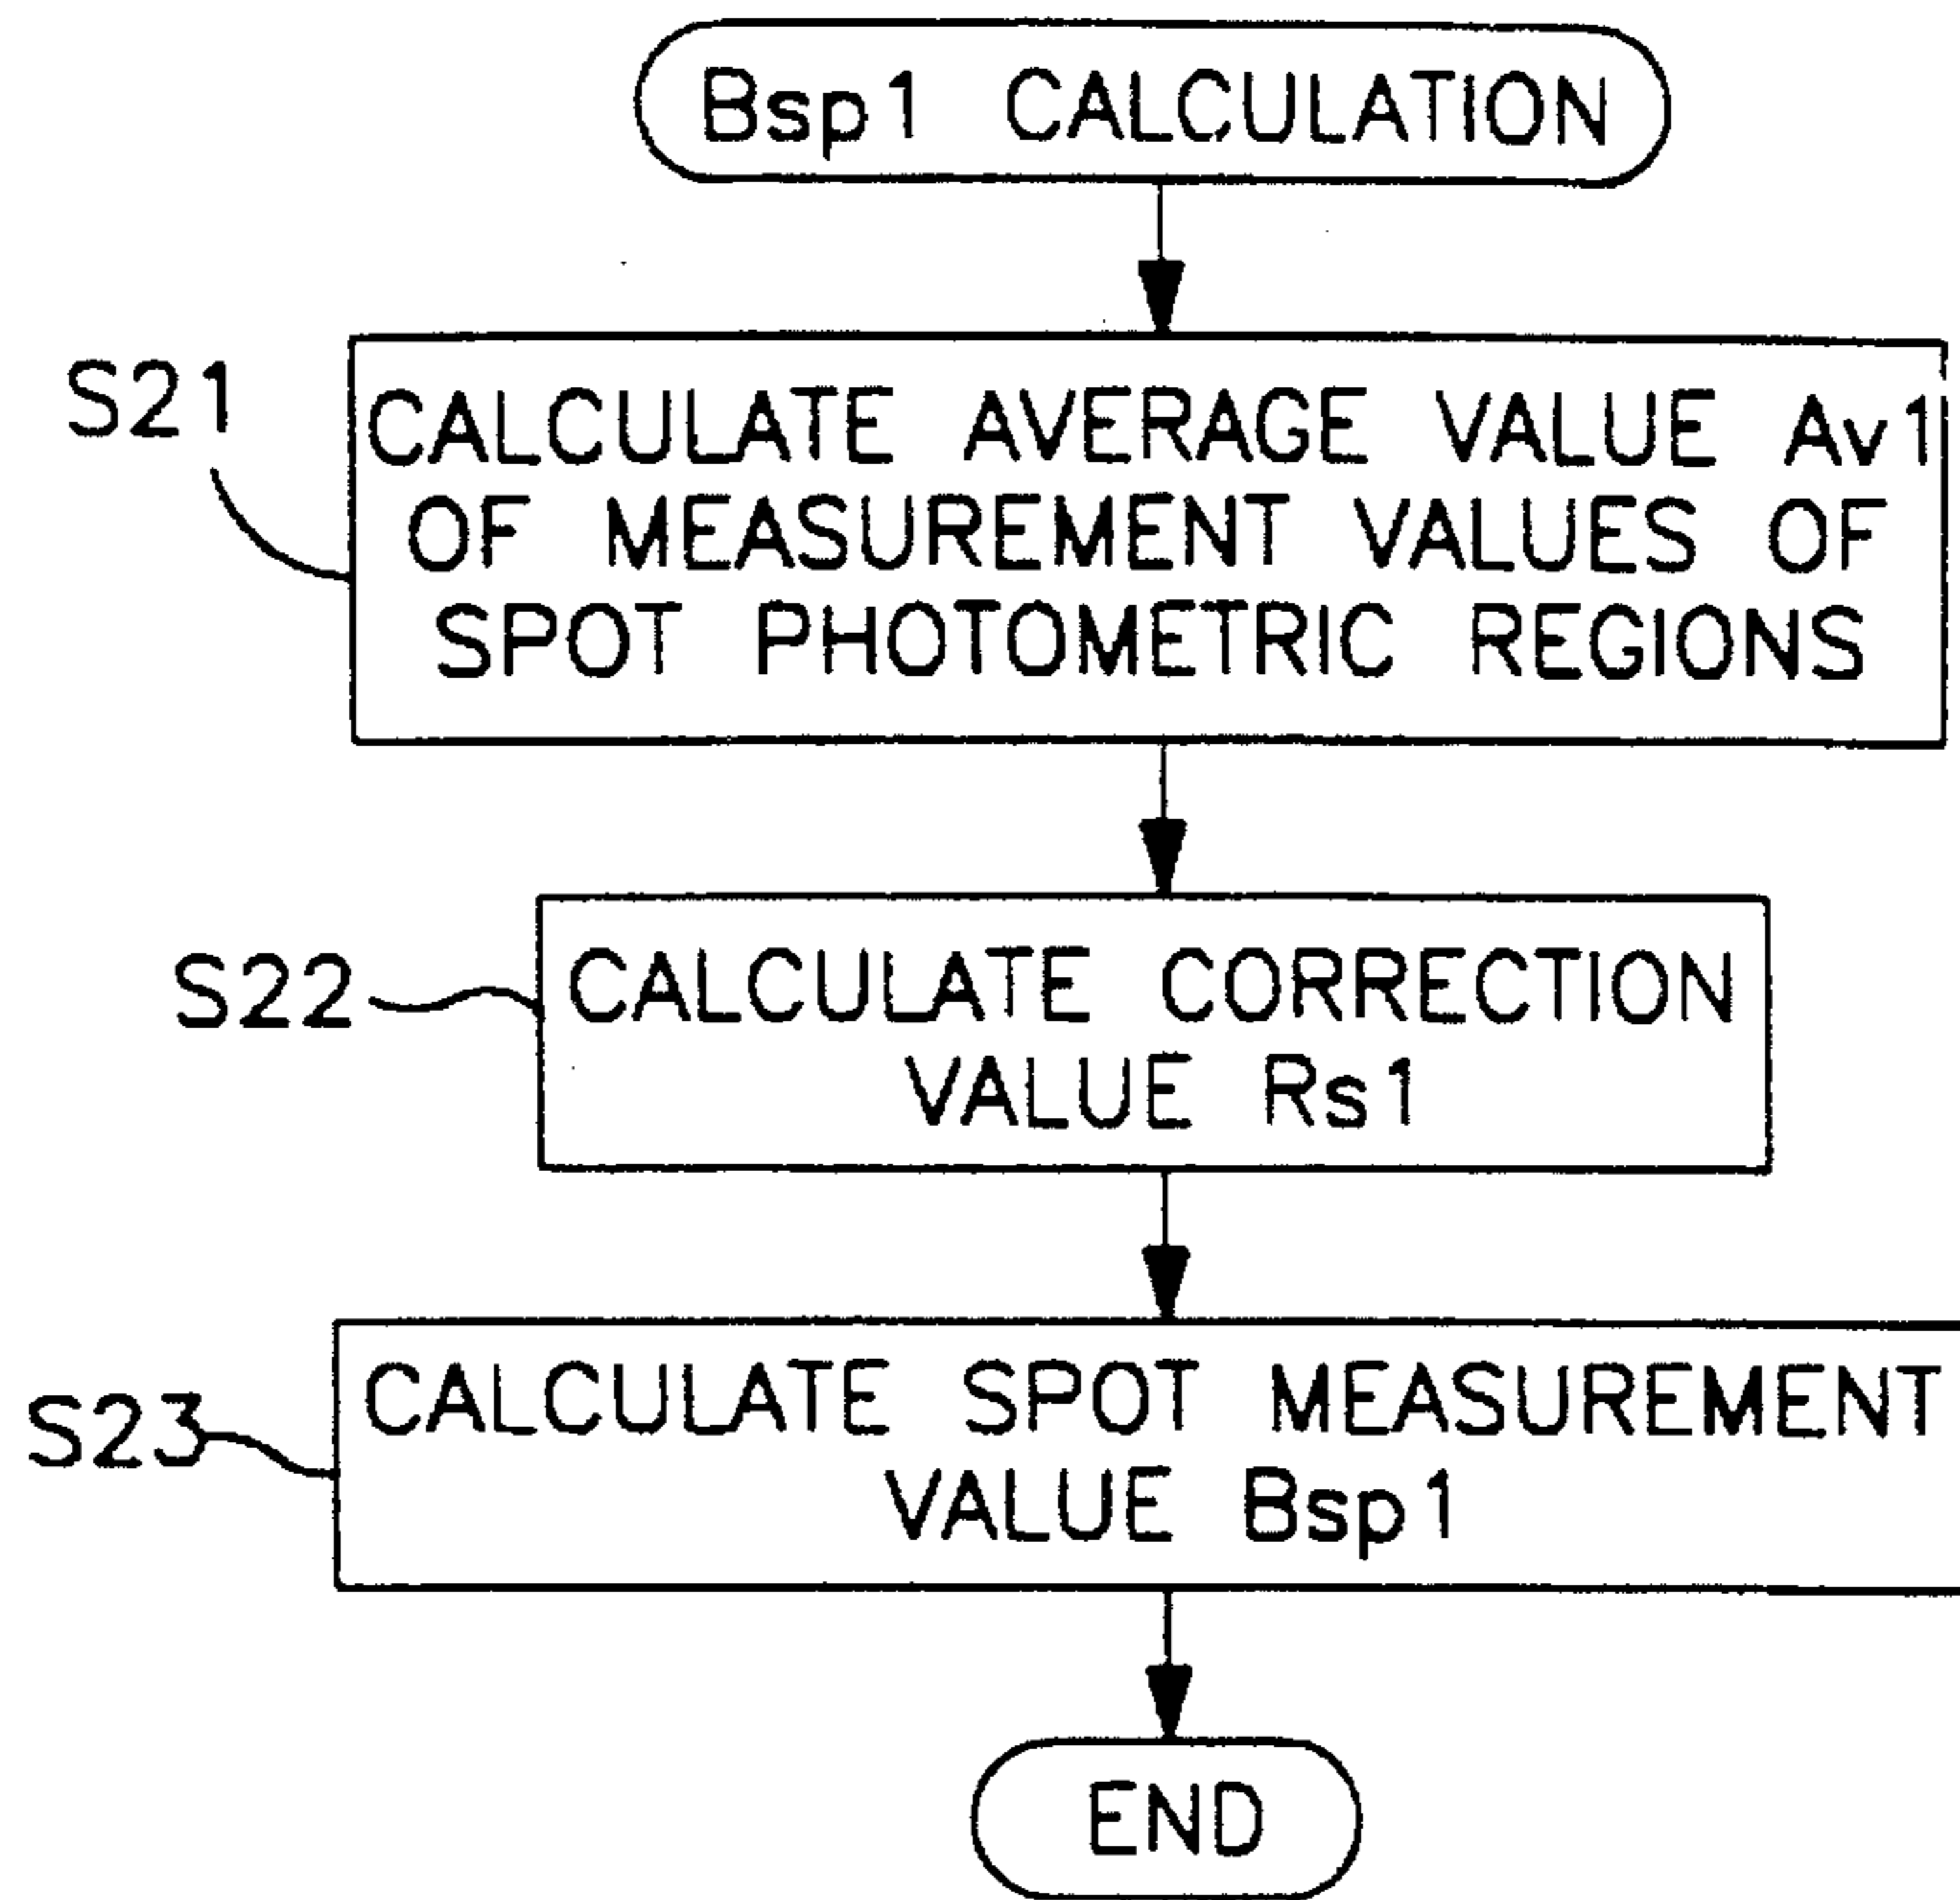 Bsp1 CALCULATION
S21
CALCULATE AVERAGE VALUE Av1
OF MEASUREMENT VALUES OF
SPOT PHOTOMETRIC REGIONS
S22
CALCULATE CORRECTION
VALUE Rs1
S23
CALCULATE SPOT MEASUREMENT
VALUE Bsp1
END